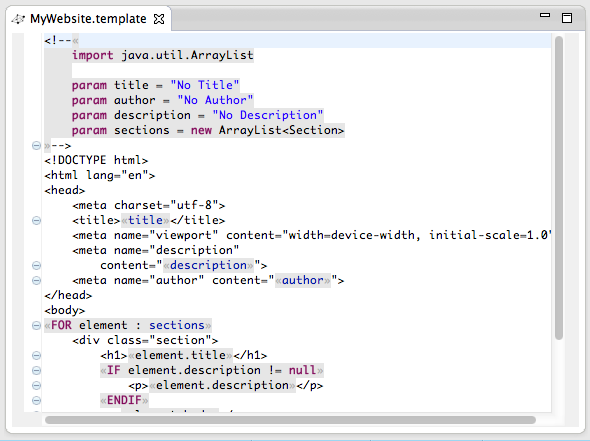 MyWebsite.template
<!--«
    import java.util.ArrayList

    param title = "No Title"
    param author = "No Author"
    param description = "No Description"
    param sections = new ArrayList<Section>
»-->
<!DOCTYPE html>
<html lang="en">
<head>
    <meta charset="utf-8">
    <title>«title»</title>
    <meta name="viewport" content="width=device-width, initial-scale=1.0"
    <meta name="description"
        content="«description»">
    <meta name="author" content="«author»">
</head>
<body>
«FOR element : sections»
    <div class="section">
        <h1>«element.title»</h1>
        «IF element.description != null»
            <p>«element.description»</p>
        «ENDIF»